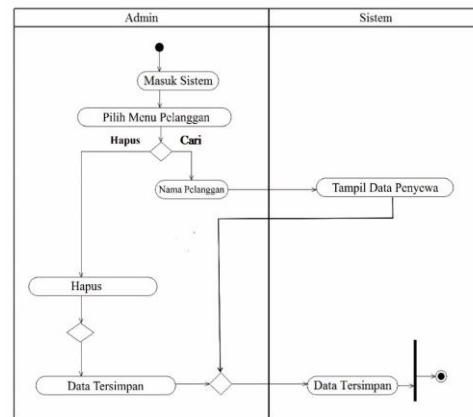 Admin
Sistem
Masuk Sistem
Pilih Menu Pelanggan
Hapus
Cari
Nama Pelanggan
Tampil Data Penyewa
Hapus
Data Tersimpan
Data Tersimpan